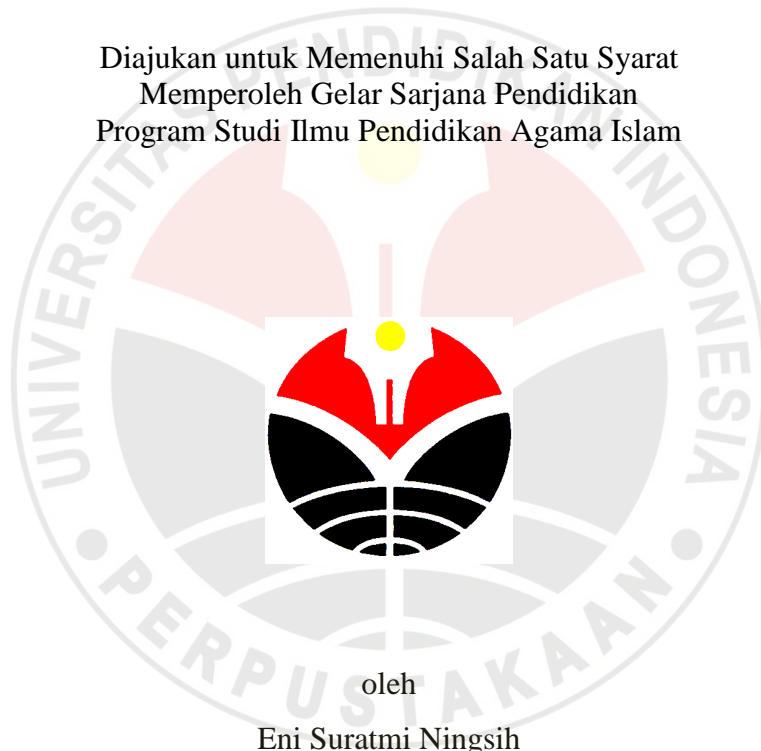 Diajukan untuk Memenuhi Salah Satu Syarat
Memperoleh Gelar Sarjana Pendidikan
Program Studi Ilmu Pendidikan Agama Islam
UNIVERSITAS PENDIDIKAN INDONESIA
PERPUSTAKAAN
oleh
Eni Suratmi Ningsih